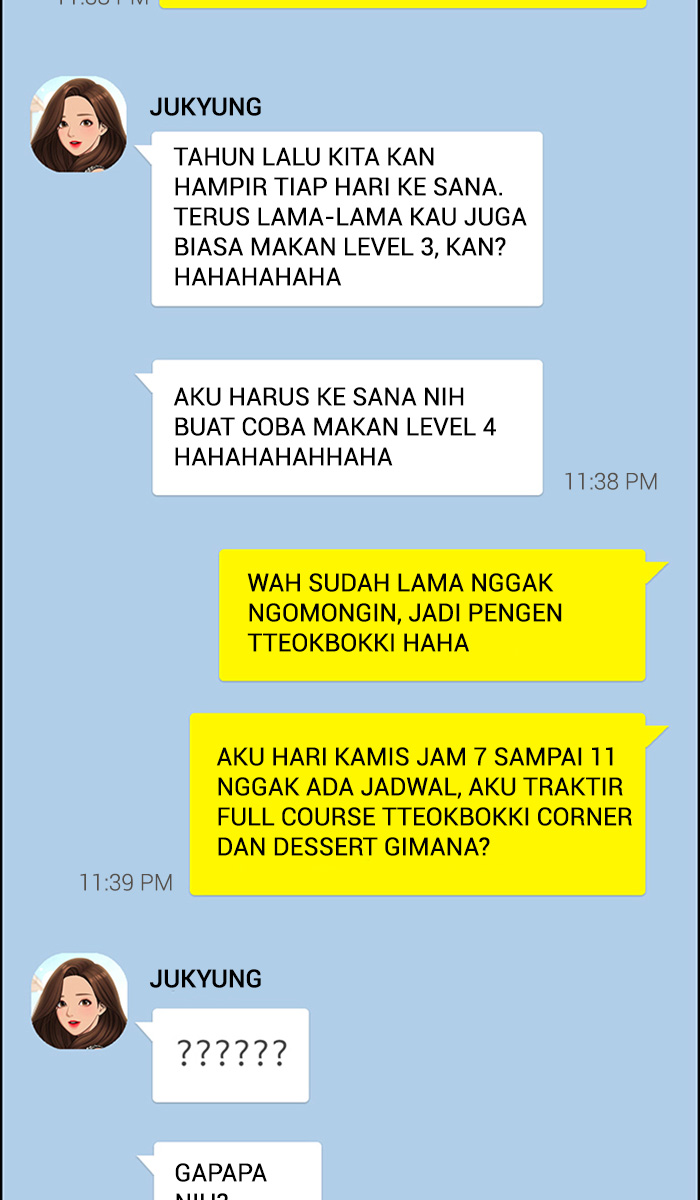 JUKYUNG
TAHUN LALU KITA KAN
HAMPIR TIAP HARI KE SANA.
TERUS LAMA-LAMA KAU JUGA
BIASA MAKAN LEVEL 3, KAN?
HAHAHAHAHA
AKU HARUS KE SANA NIH
BUAT COBA MAKAN LEVEL 4
HAHAHAHAHHAHA
11:38 PM
WAH SUDAH LAMA NGGAK
NGOMONGIN, JADI PENGEN
TTEOKBOKKI HAHA
AKU HARI KAMIS JAM 7 SAMPAI 11
NGGAK ADA JADWAL, AKU TRAKTIR
FULL COURSE TTEOKBOKKI CORNER
DAN DESSERT GIMANA?
11:39 PM
JUKYUNG
??????
GAPAPA